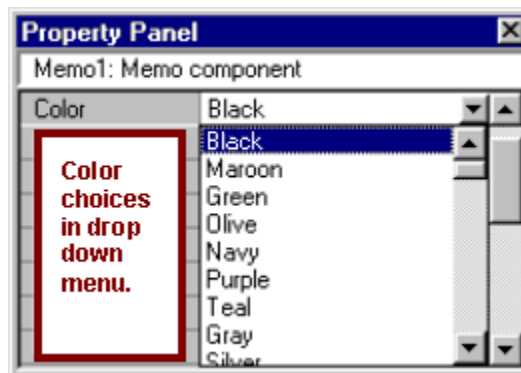 Property Panel
Memo1: Memo component
Color Black
Black
Maroon
Green
Olive
Navy
Purple
Teal
Gray
Silver
Color
choices
in drop
down
menu.